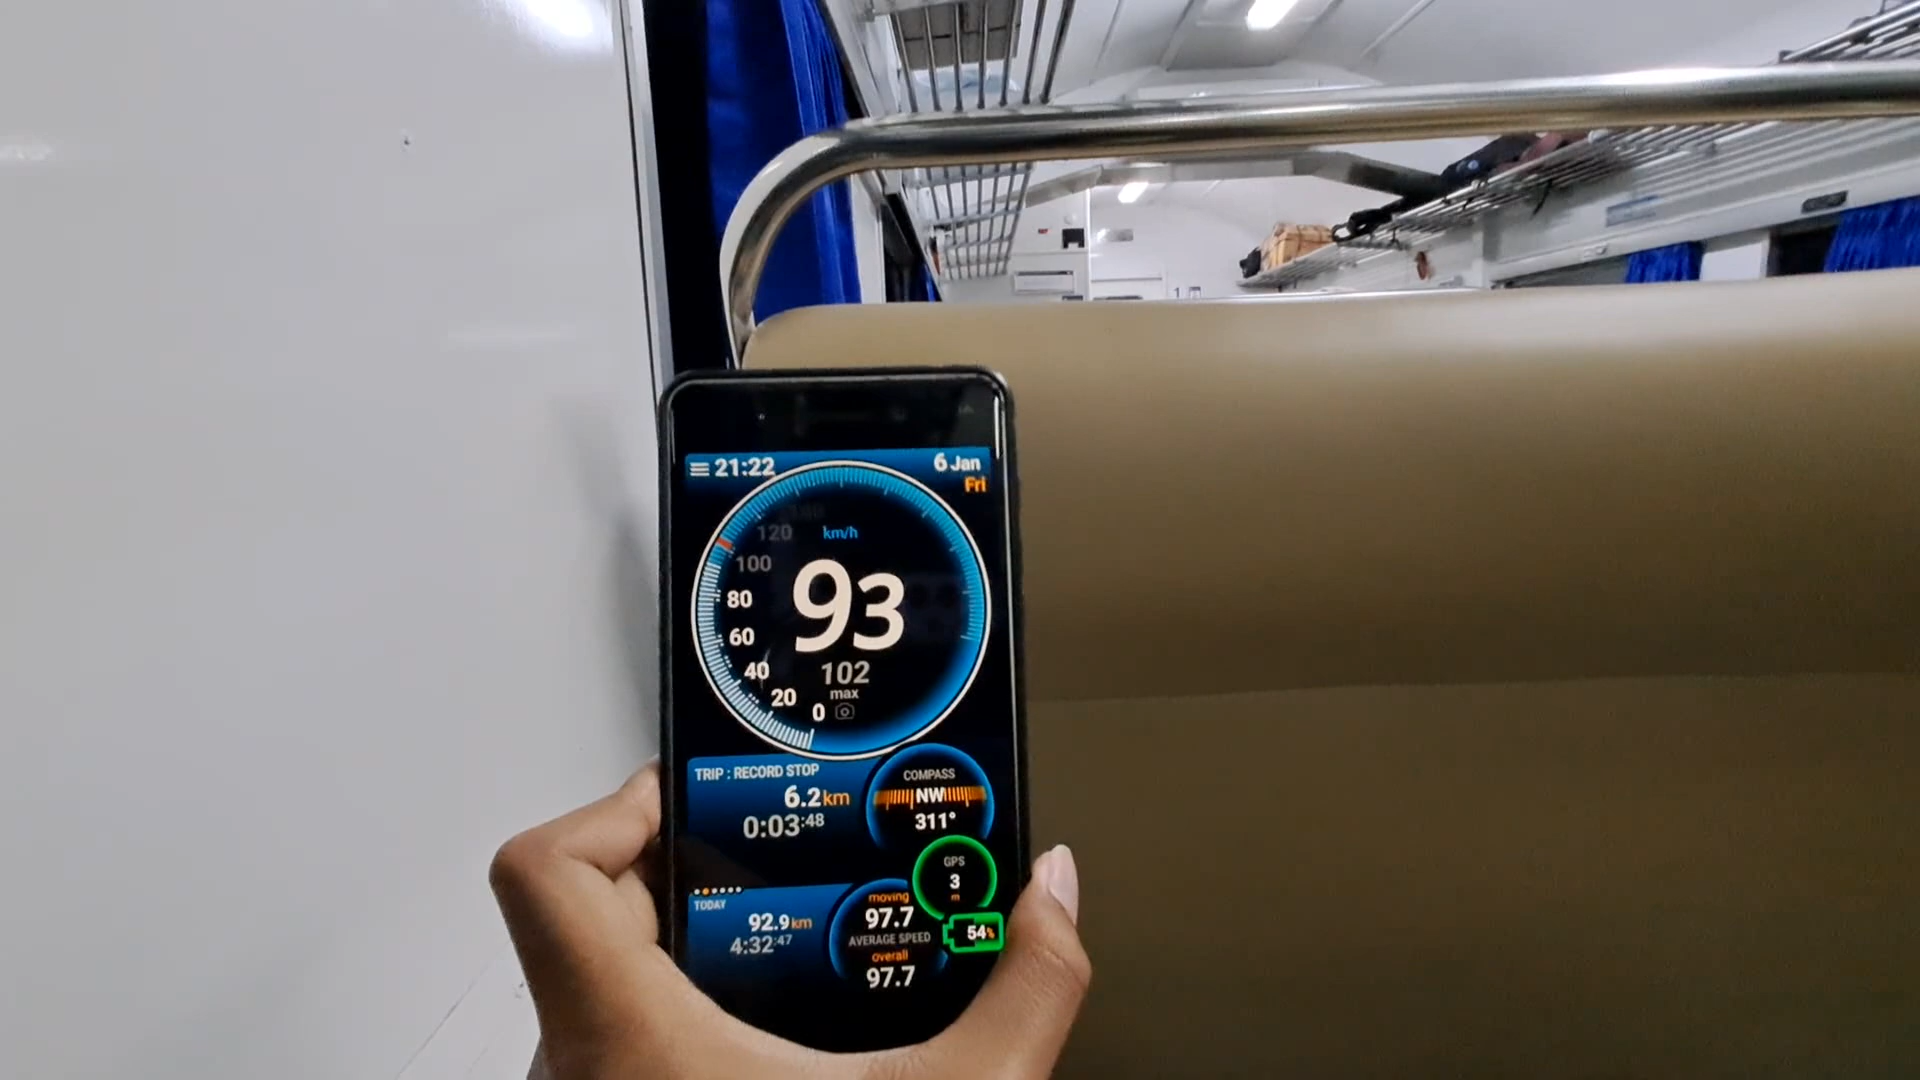 21:22
6 Jan
Fri
km/h
120
100
80
60
40
20
0
93
102
max
TRIP : RECORD STOP
6.2km
0:03:48
COMPASS
NW
311°
GPS
3
m
TODAY
92.9km
4:32:47
moving
97.7
AVERAGE SPEED
overall
97.7
54%